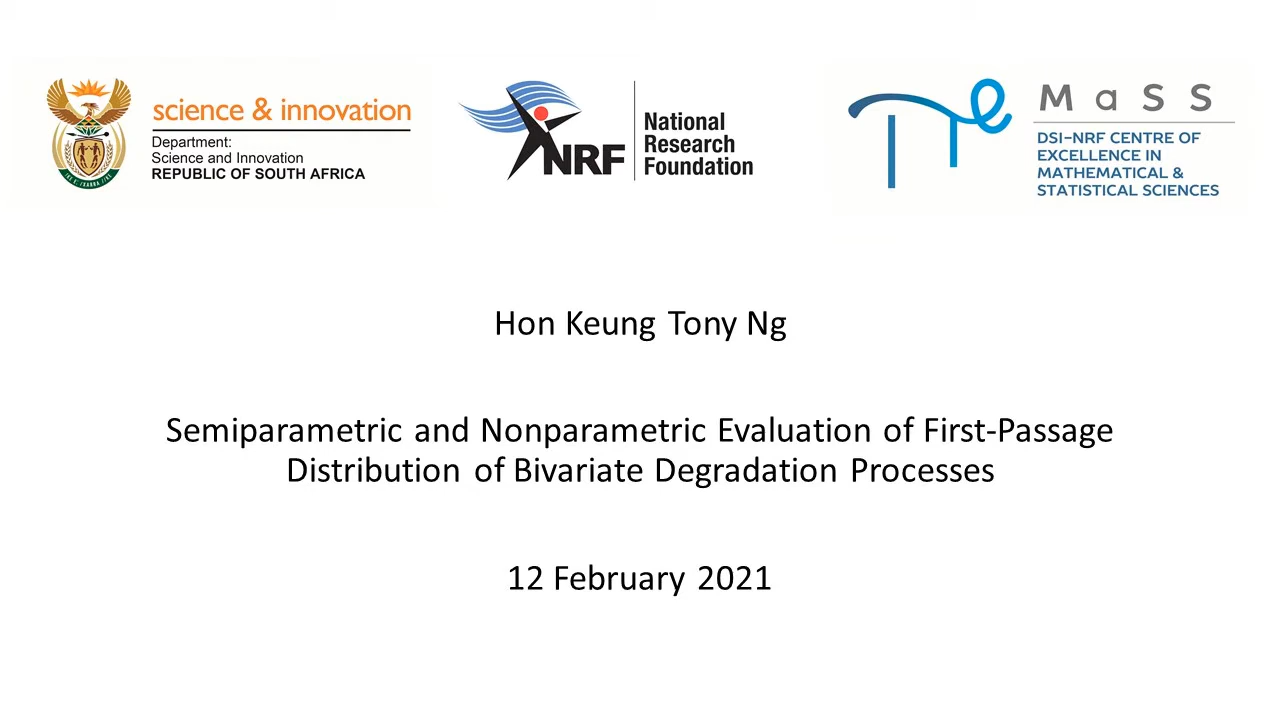 science & innovation
Department:
Science and Innovation
REPUBLIC OF SOUTH AFRICA
NRF
National
Research
Foundation
MaSS
DSI-NRF CENTRE OF
EXCELLENCE IN
MATHEMATICAL &
STATISTICAL SCIENCES
Hon Keung Tony Ng
Semiparametric and Nonparametric Evaluation of First-Passage
Distribution of Bivariate Degradation Processes
12 February 2021